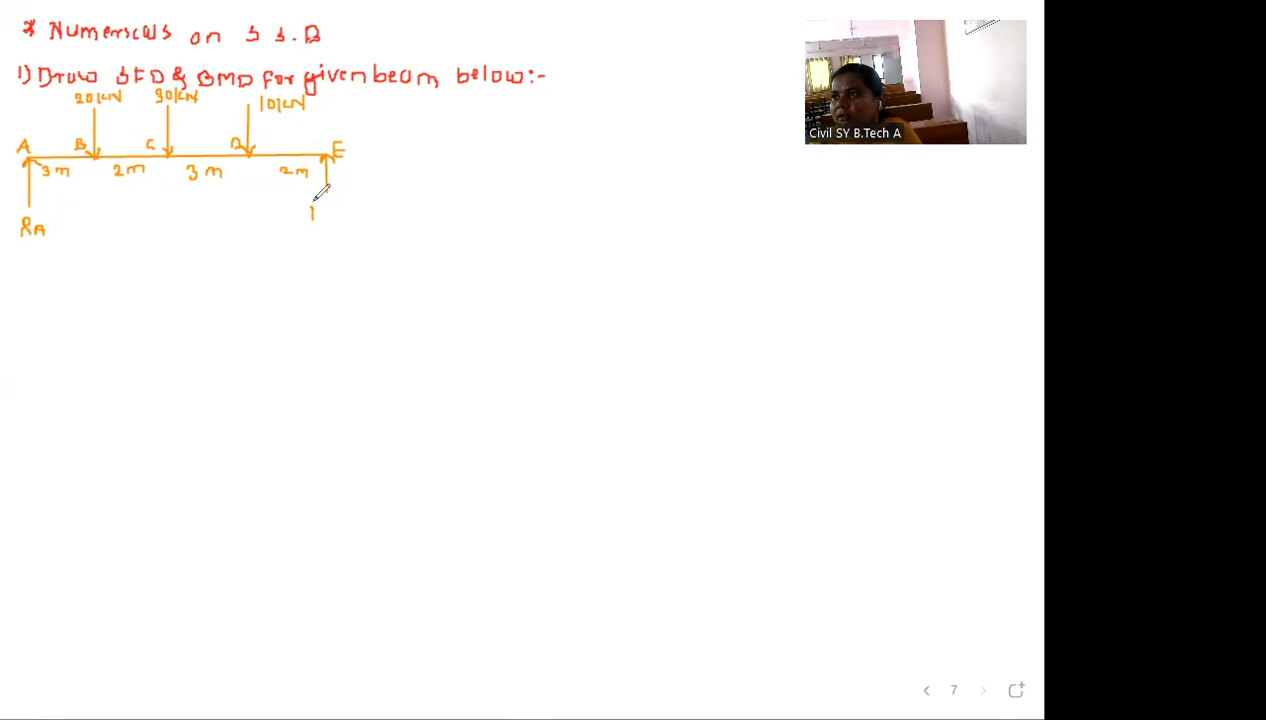 * Numericals on S S.B
1) Draw SFD & BMD for given beam below:-
20kN 30kN 10kN
A B C D E
3m 2m 3m 2m
RA
Civil SY B.Tech A
7